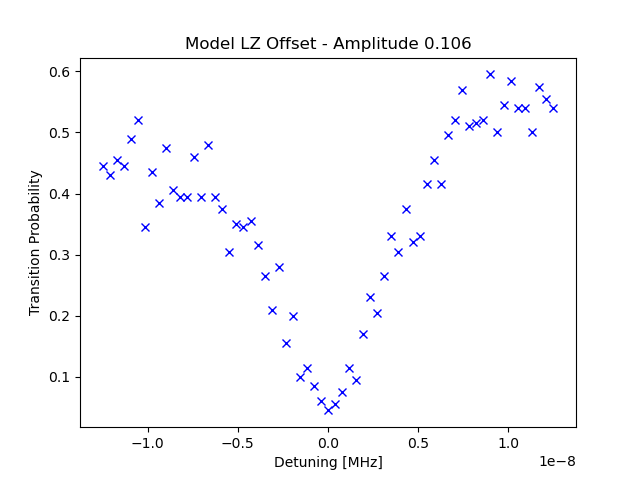 Model LZ Offset - Amplitude 0.106
Transition Probability
0.6
0.5
0.4
0.3
0.2
0.1
−1.0 −0.5 0.0 0.5 1.0
1e−8
Detuning [MHz]